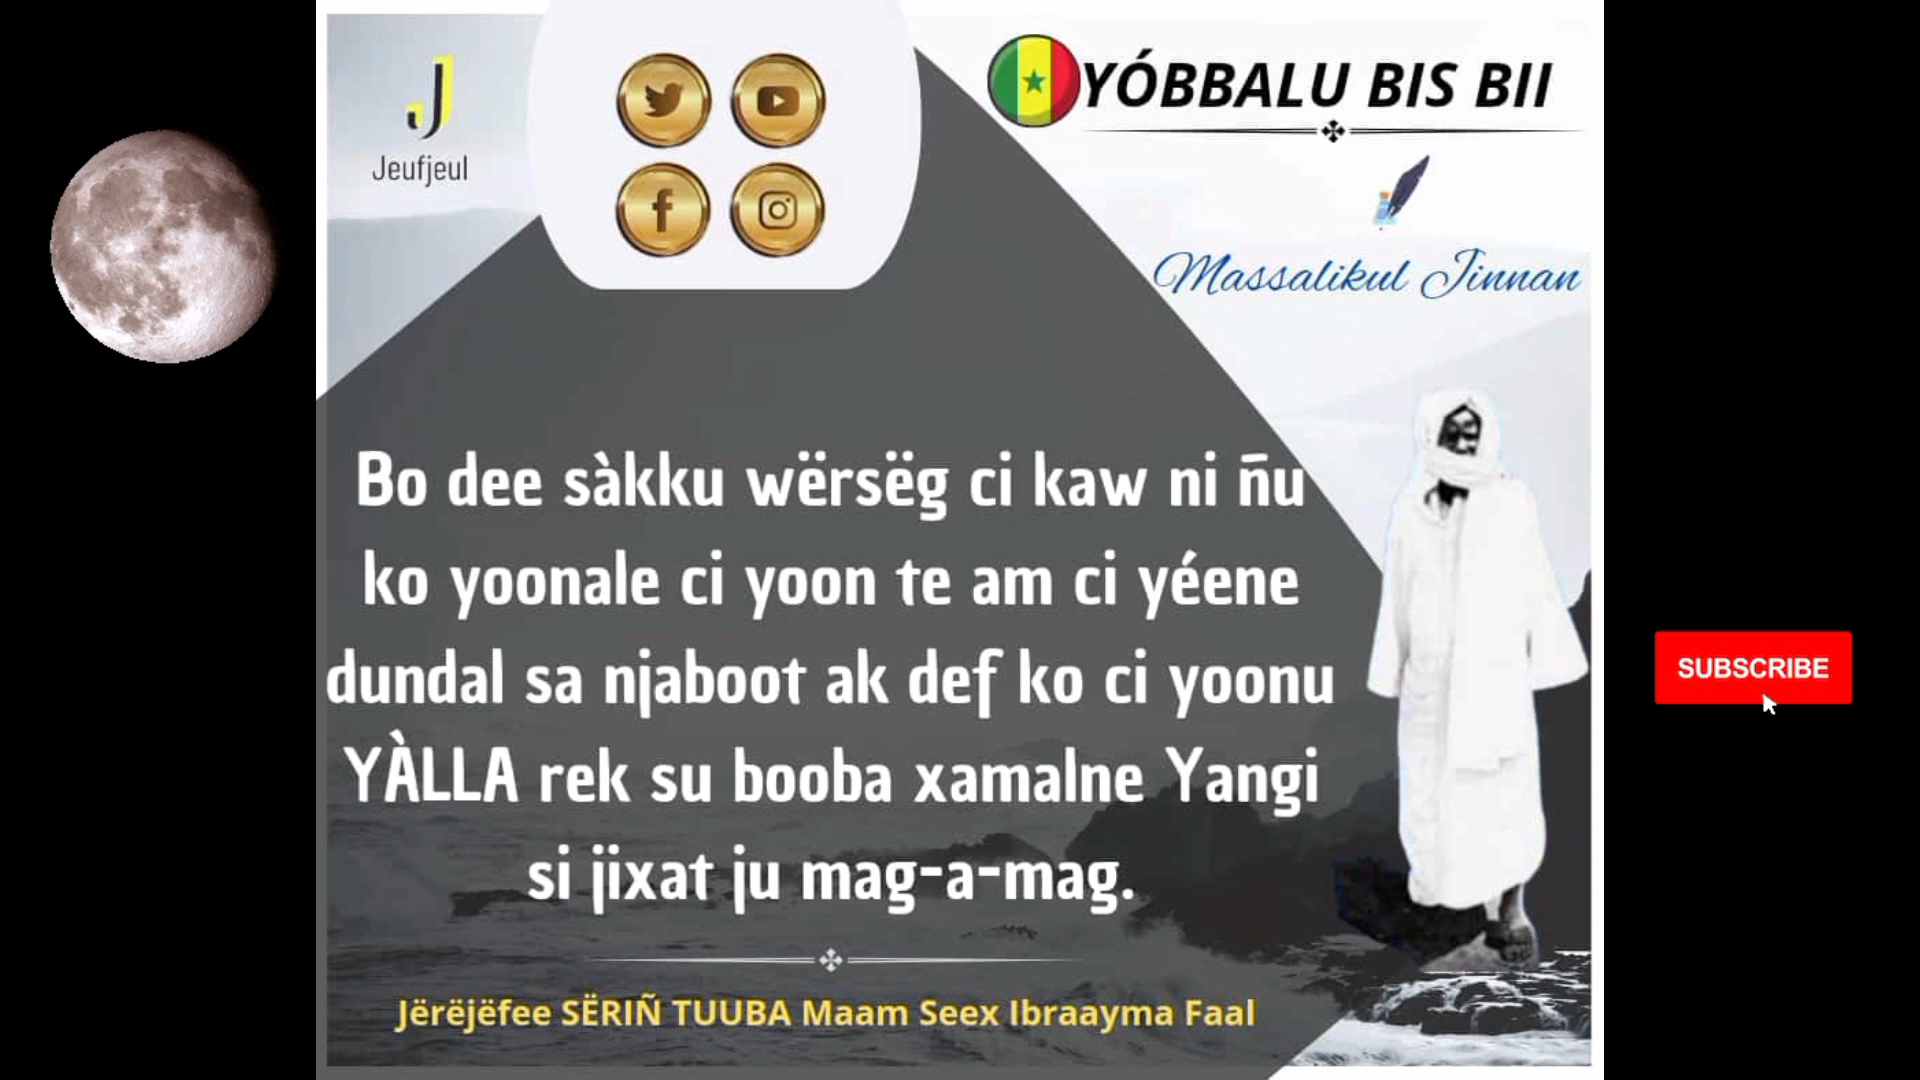 Jeufjeul
YÓBBALU BIS BII
Massalikul Jinnan
Bo dee sàkku wërsëg ci kaw ni ñu
ko yoonale ci yoon te am ci yéene
dundal sa njaboot ak def ko ci yoonu
YÀLLA rek su booba xamalne Yangi
si jixat ju mag-a-mag.
Jërëjëfee SËRIÑ TUUBA Maam Seex Ibraayma Faal
SUBSCRIBE